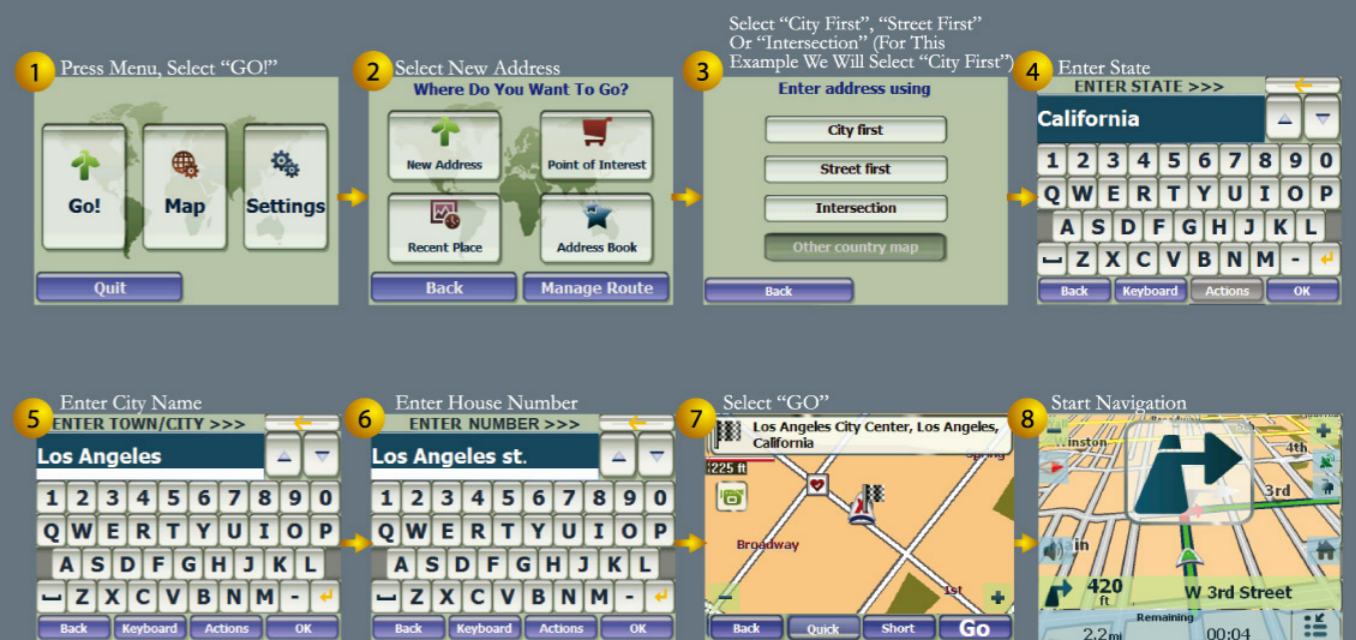 1
Press Menu, Select “GO!”
Go!
Map
Settings
Quit
2
Select New Address
Where Do You Want To Go?
New Address
Point of Interest
Recent Place
Address Book
Back
Manage Route
3
Select “City First”, “Street First”
Or “Intersection” (For This
Example We Will Select “City First”)
Enter address using
City first
Street first
Intersection
Other country map
Back
4
Enter State
ENTER STATE >>>
California
1 2 3 4 5 6 7 8 9 0
Q W E R T Y U I O P
A S D F G H J K L
Z X C V B N M -
Back Keyboard Actions OK
5
Enter City Name
ENTER TOWN/CITY >>>
Los Angeles
1 2 3 4 5 6 7 8 9 0
Q W E R T Y U I O P
A S D F G H J K L
Z X C V B N M -
Back Keyboard Actions OK
6
Enter House Number
ENTER NUMBER >>>
Los Angeles st.
1 2 3 4 5 6 7 8 9 0
Q W E R T Y U I O P
A S D F G H J K L
Z X C V B N M -
Back Keyboard Actions OK
7
Select “GO”
Los Angeles City Center, Los Angeles,
California
Spring
225 ft
Broadway
1st
Back Quick Short Go
8
Start Navigation
Winston
4th
3rd
in
420
ft
W 3rd Street
Remaining
2.2mi
00:04